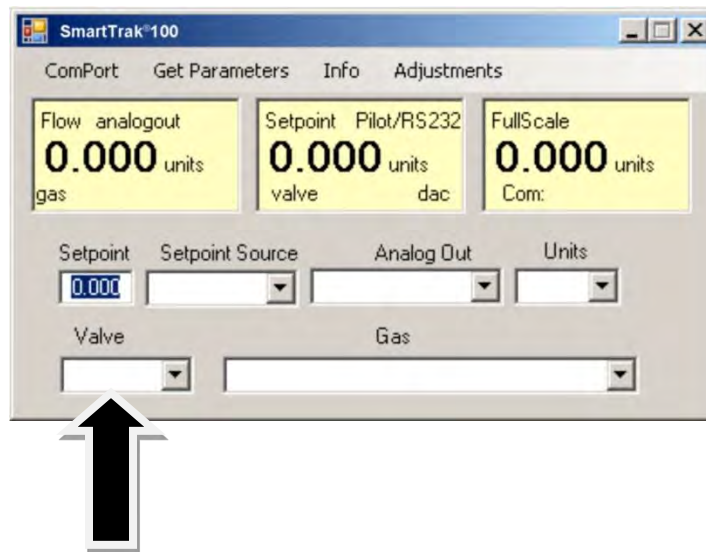 SmartTrak®100
ComPort Get Parameters Info Adjustments
Flow analogout Setpoint Pilot/RS232 FullScale
0.000 units 0.000 units 0.000 units
gas valve dac Com:
Setpoint Setpoint Source Analog Out Units
0.000
Valve Gas